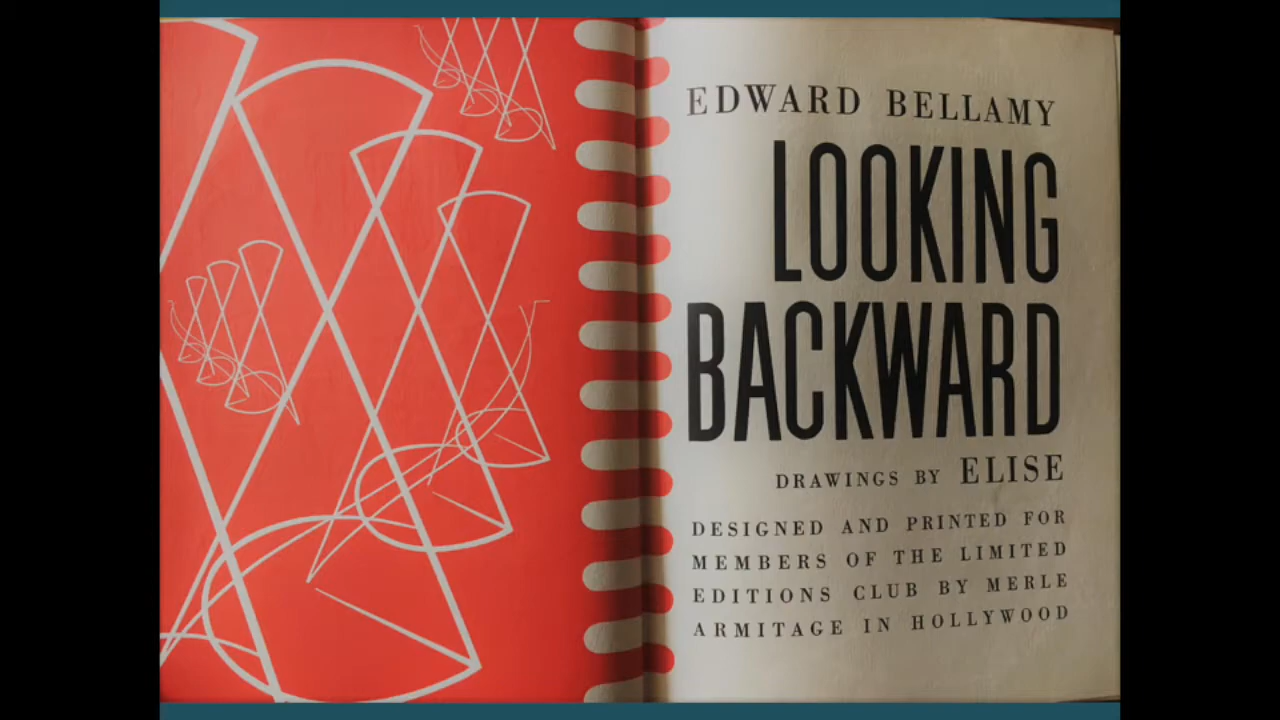 EDWARD BELLAMY
LOOKING
BACKWARD
DRAWINGS BY ELISE
DESIGNED AND PRINTED FOR
MEMBERS OF THE LIMITED
EDITIONS CLUB BY MERLE
ARMITAGE IN HOLLYWOOD